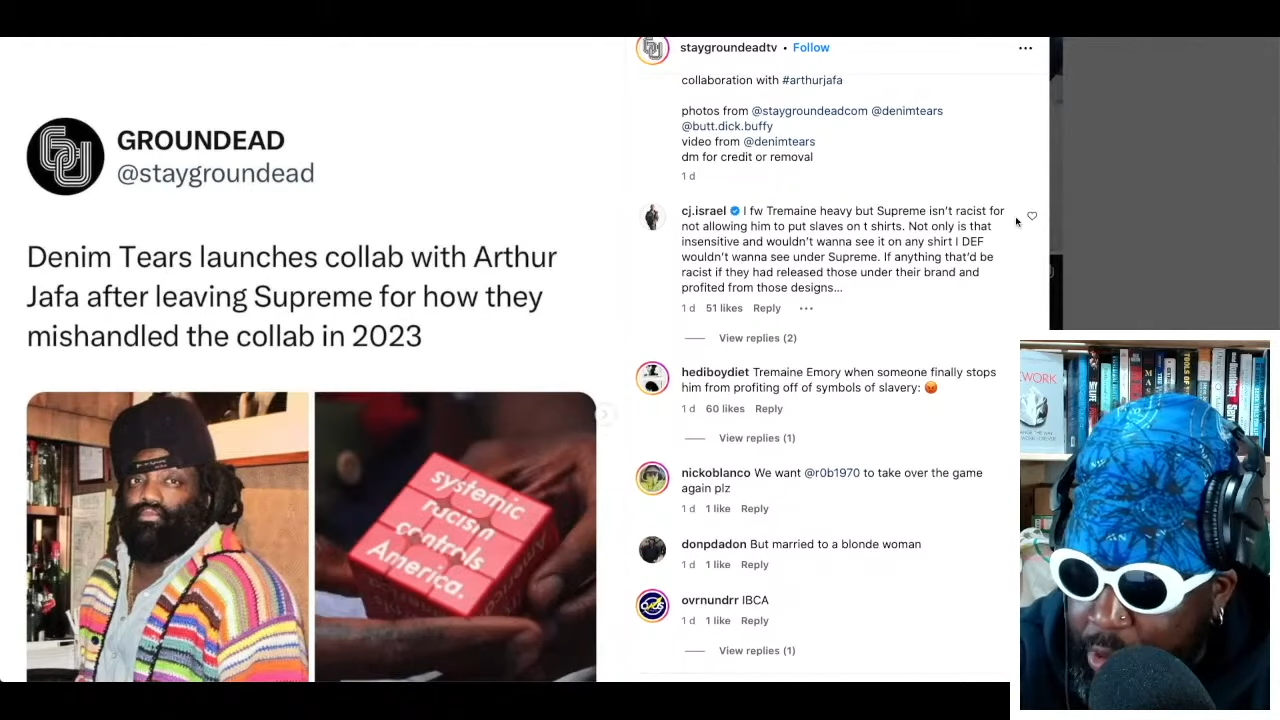 GROUNDEAD
@staygroundead
Denim Tears launches collab with Arthur
Jafa after leaving Supreme for how they
mishandled the collab in 2023
systemic
racism
controls
America.
staygroundeadtv • Follow
collaboration with #arthurjafa
photos from @staygroundeadcom @denimtears
@butt.dick.buffy
video from @denimtears
dm for credit or removal
1 d
cj.israel I fw Tremaine heavy but Supreme isn’t racist for
not allowing him to put slaves on t shirts. Not only is that
insensitive and wouldn’t wanna see it on any shirt I DEF
wouldn’t wanna see under Supreme. If anything that’d be
racist if they had released those under their brand and
profited from those designs...
1 d 51 likes Reply
View replies (2)
hediboydiet Tremaine Emory when someone finally stops
him from profiting off of symbols of slavery: 😡
1 d 60 likes Reply
View replies (1)
nickoblanco We want @r0b1970 to take over the game
again plz
1 d 1 like Reply
donpdadon But married to a blonde woman
1 d 1 like Reply
ovrnundrr IBCA
1 d 1 like Reply
View replies (1)
WORK